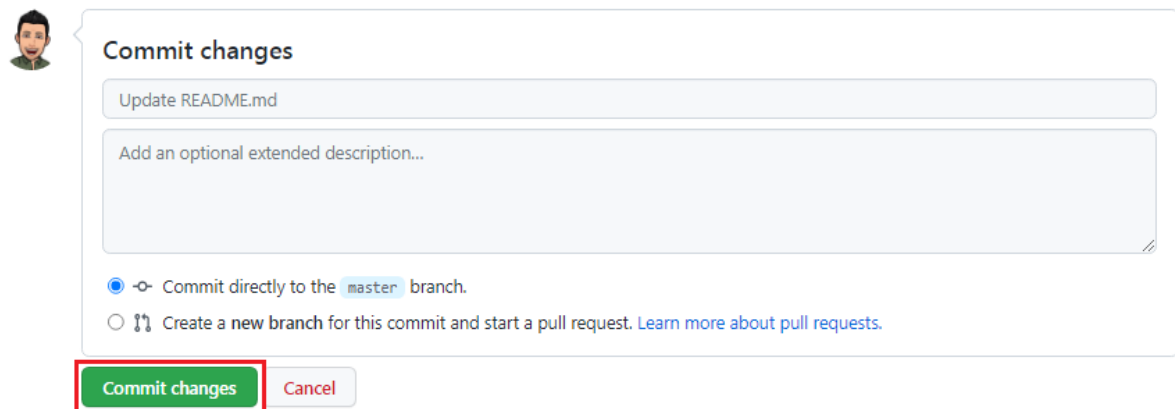 Commit changes
Update README.md
Add an optional extended description...
Commit directly to the master branch.
Create a new branch for this commit and start a pull request. Learn more about pull requests.
Commit changes Cancel